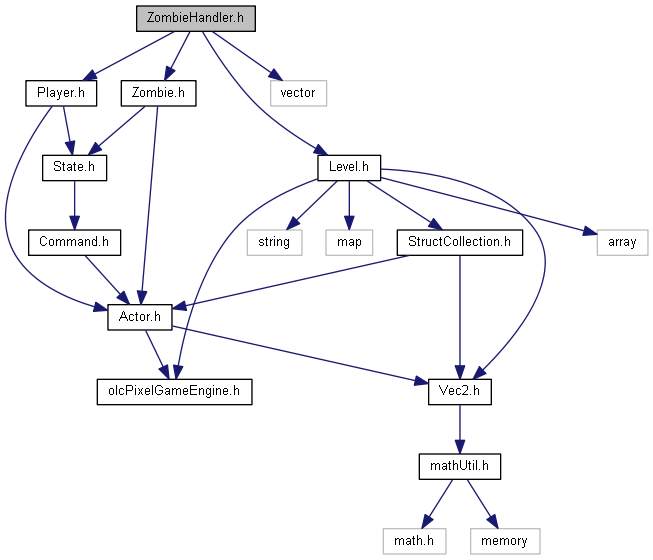 ZombieHandler.h
Player.h
Zombie.h
vector
State.h
Level.h
Command.h
string
map
StructCollection.h
array
Actor.h
olcPixelGameEngine.h
Vec2.h
mathUtil.h
math.h
memory